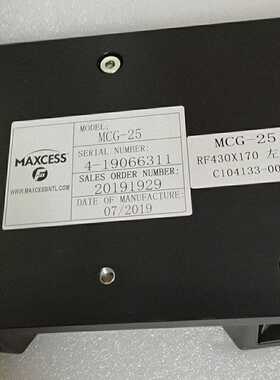 MODEL:
MCG-25
SERIAL NUMBER:
4-19066311
SALES ORDER NUMBER:
20191929
DATE OF MANUFACTURE:
07/2019
MAXCESS
WWW.MAXCESSINTL.COM
MCG-25
RF430X170 左
C104133-00